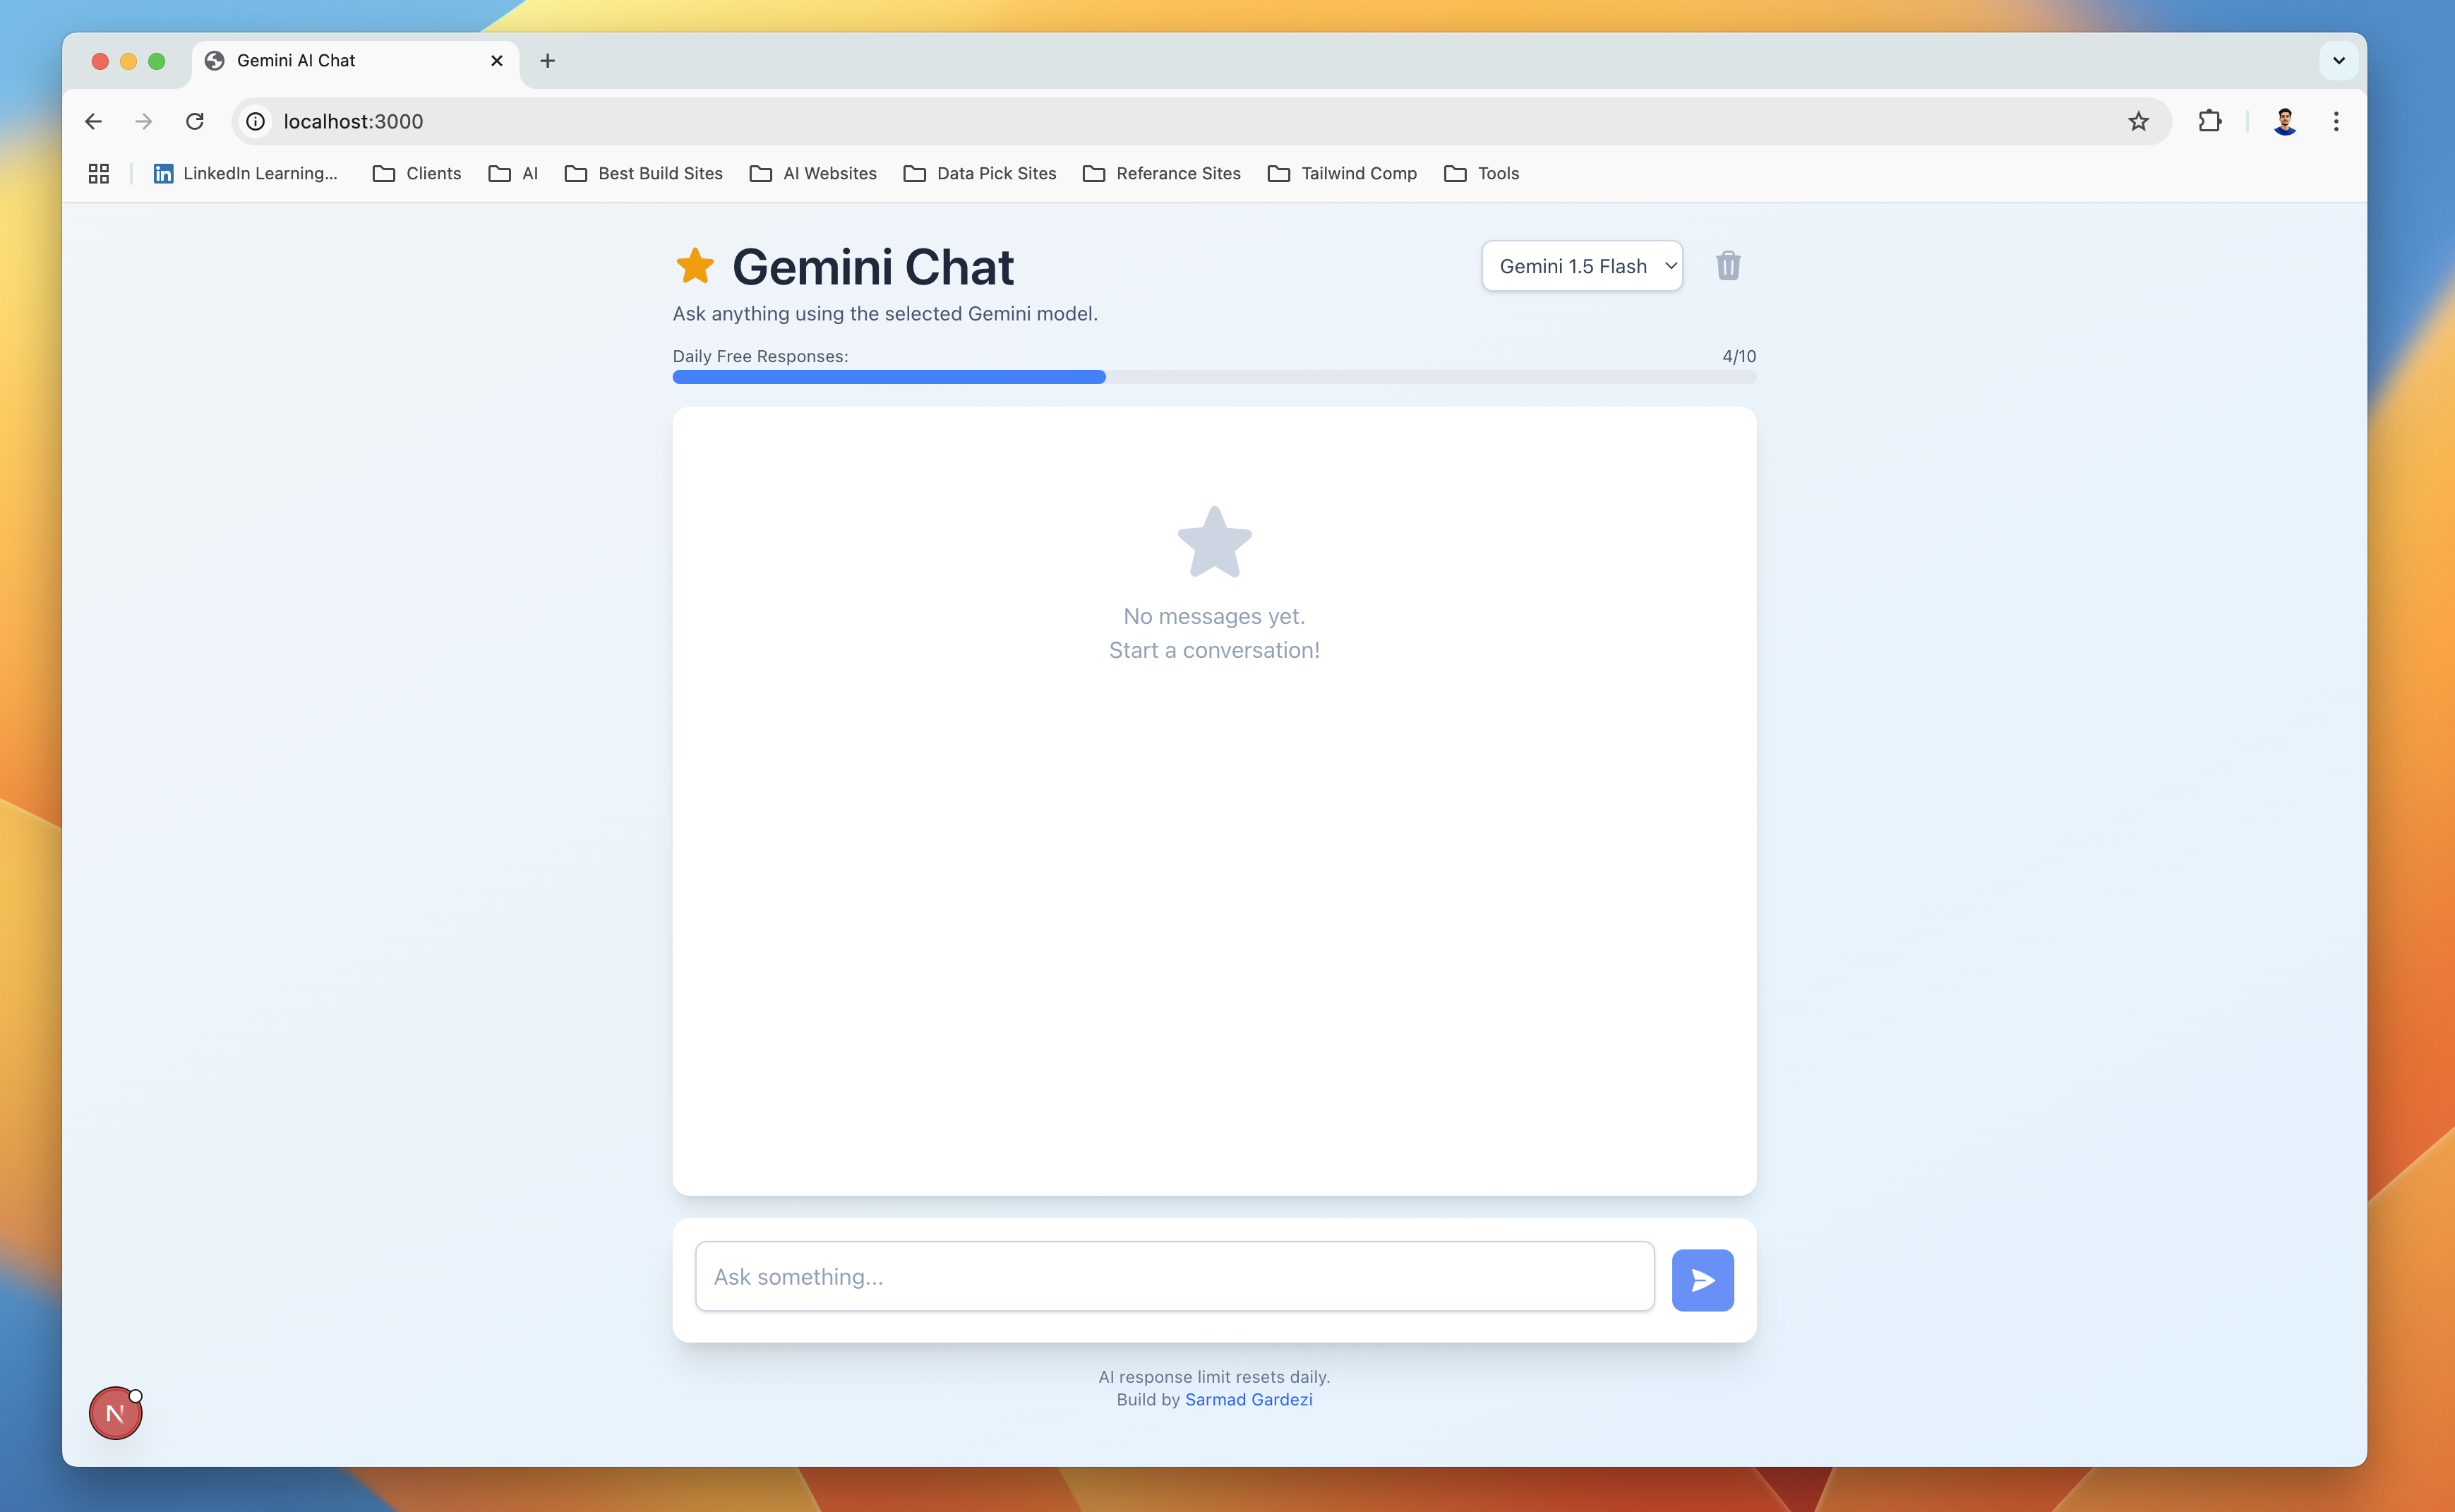 Gemini AI Chat
localhost:3000
LinkedIn Learning...
Clients
AI
Best Build Sites
AI Websites
Data Pick Sites
Referance Sites
Tailwind Comp
Tools
Gemini Chat
Gemini 1.5 Flash
Ask anything using the selected Gemini model.
Daily Free Responses:
4/10
No messages yet.
Start a conversation!
Ask something...
AI response limit resets daily.
Build by Sarmad Gardezi
N